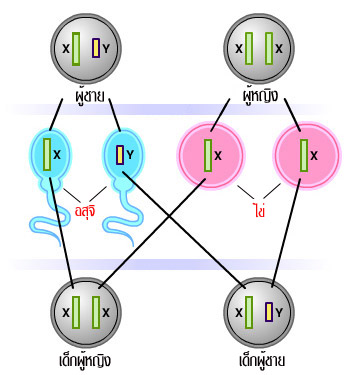 X Y X X
ผู้ชาย ผู้หญิง
X Y X X
อสุจิ ไข่
X X X Y
เด็กผู้หญิง เด็กผู้ชาย